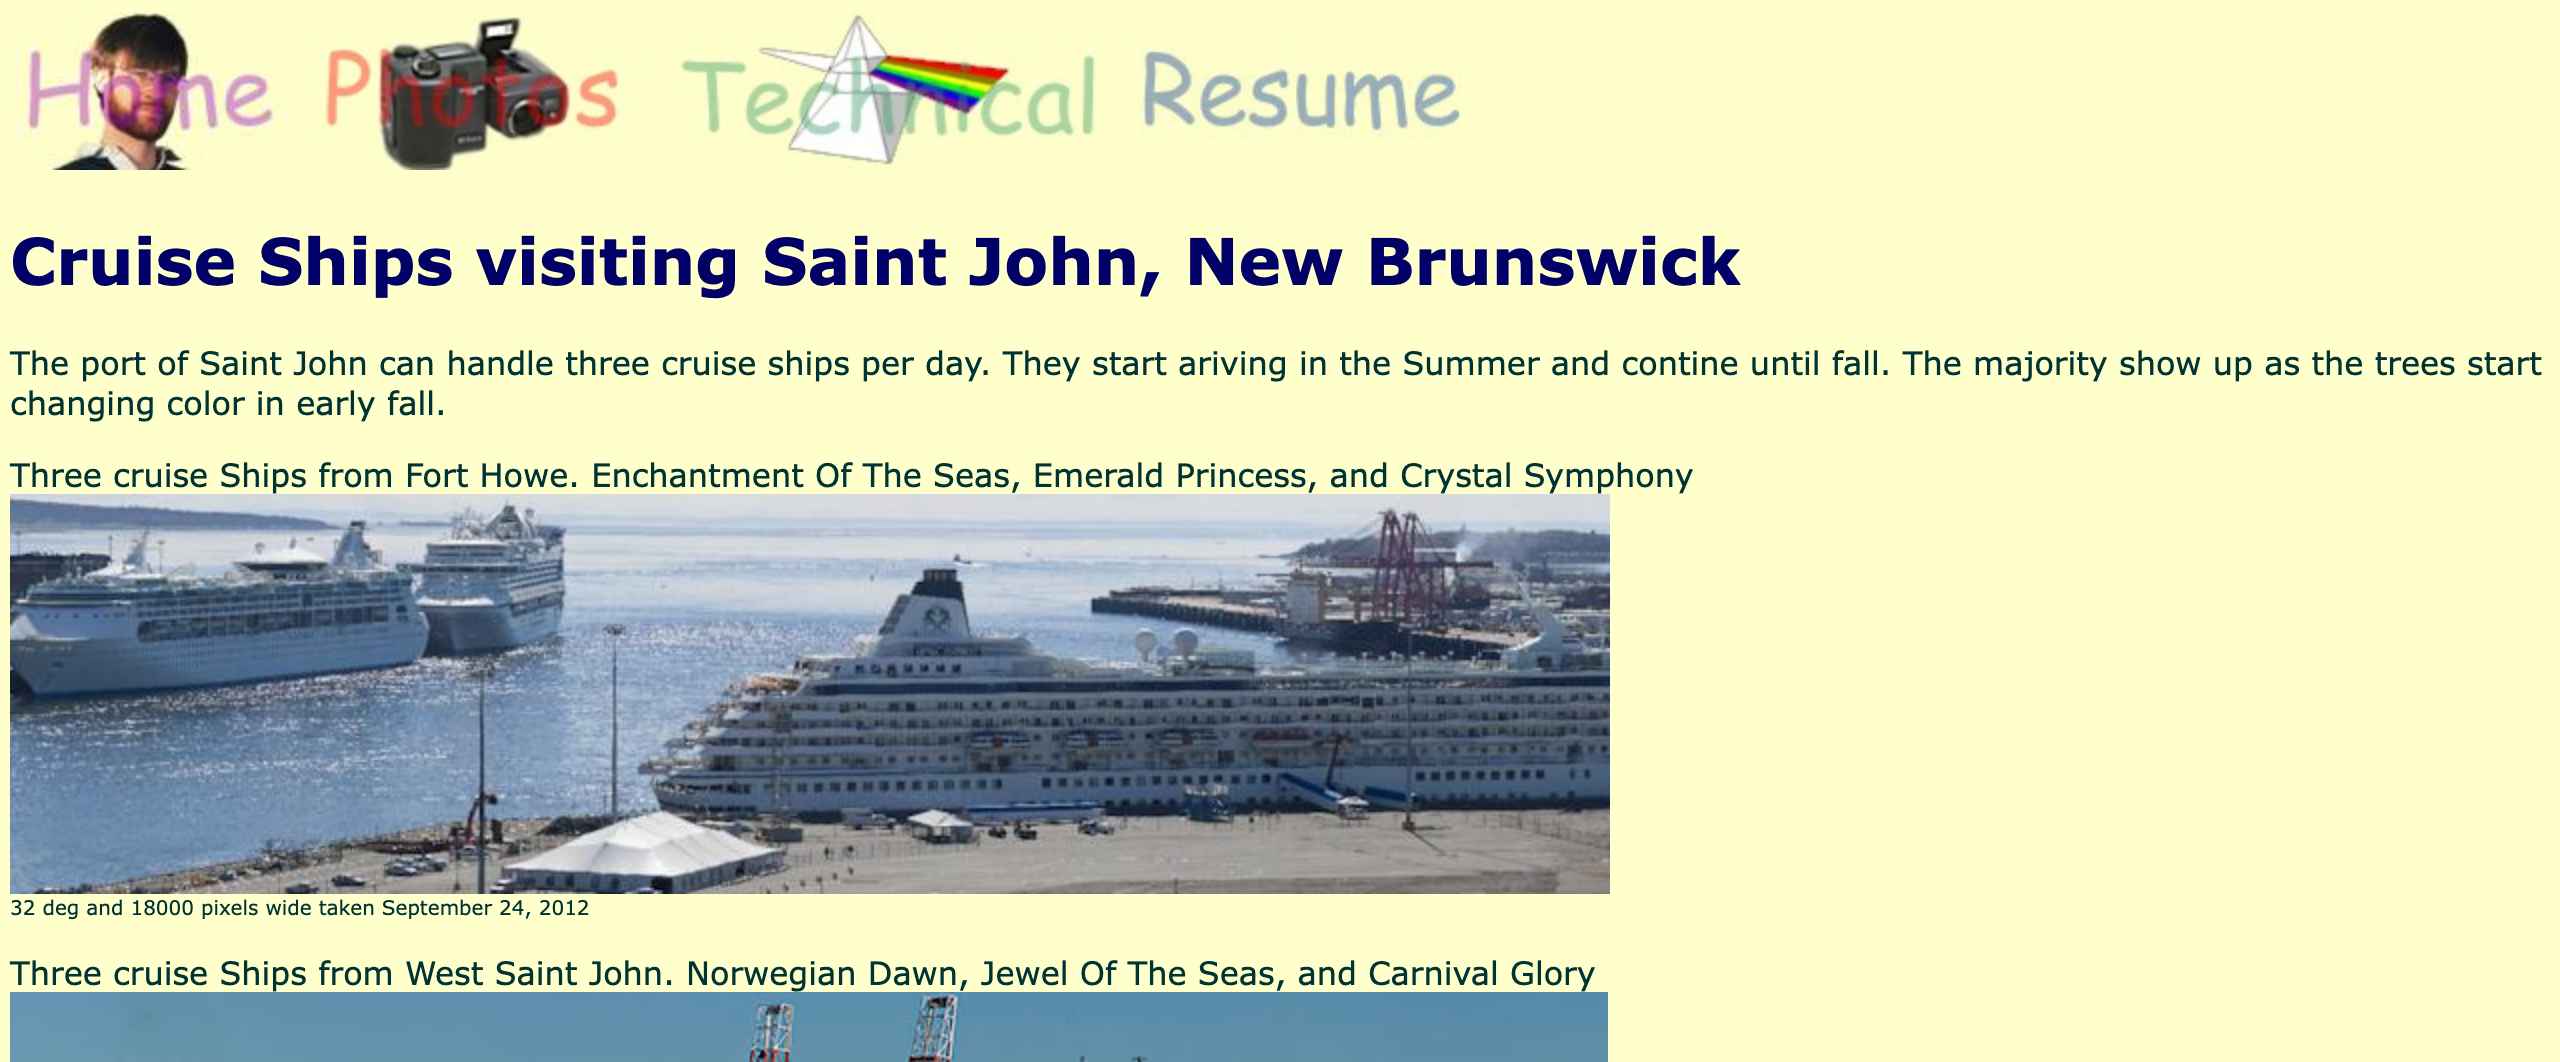 Home Photos Technical Resume
Cruise Ships visiting Saint John, New Brunswick
The port of Saint John can handle three cruise ships per day. They start ariving in the Summer and contine until fall. The majority show up as the trees start
changing color in early fall.
Three cruise Ships from Fort Howe. Enchantment Of The Seas, Emerald Princess, and Crystal Symphony
32 deg and 18000 pixels wide taken September 24, 2012
Three cruise Ships from West Saint John. Norwegian Dawn, Jewel Of The Seas, and Carnival Glory